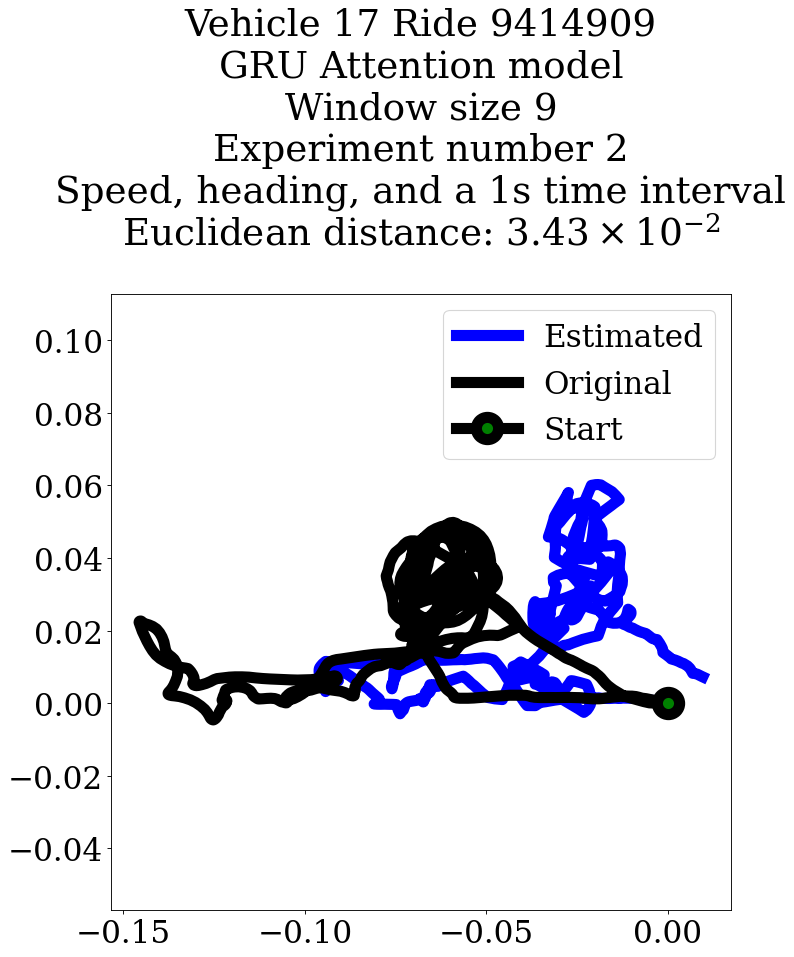 Vehicle 17 Ride 9414909
GRU Attention model
Window size 9
Experiment number 2
Speed, heading, and a 1s time interval
Euclidean distance: 3.43 × 10⁻²
Estimated
Original
Start
0.10
0.08
0.06
0.04
0.02
0.00
−0.02
−0.04
−0.15
−0.10
−0.05
0.00